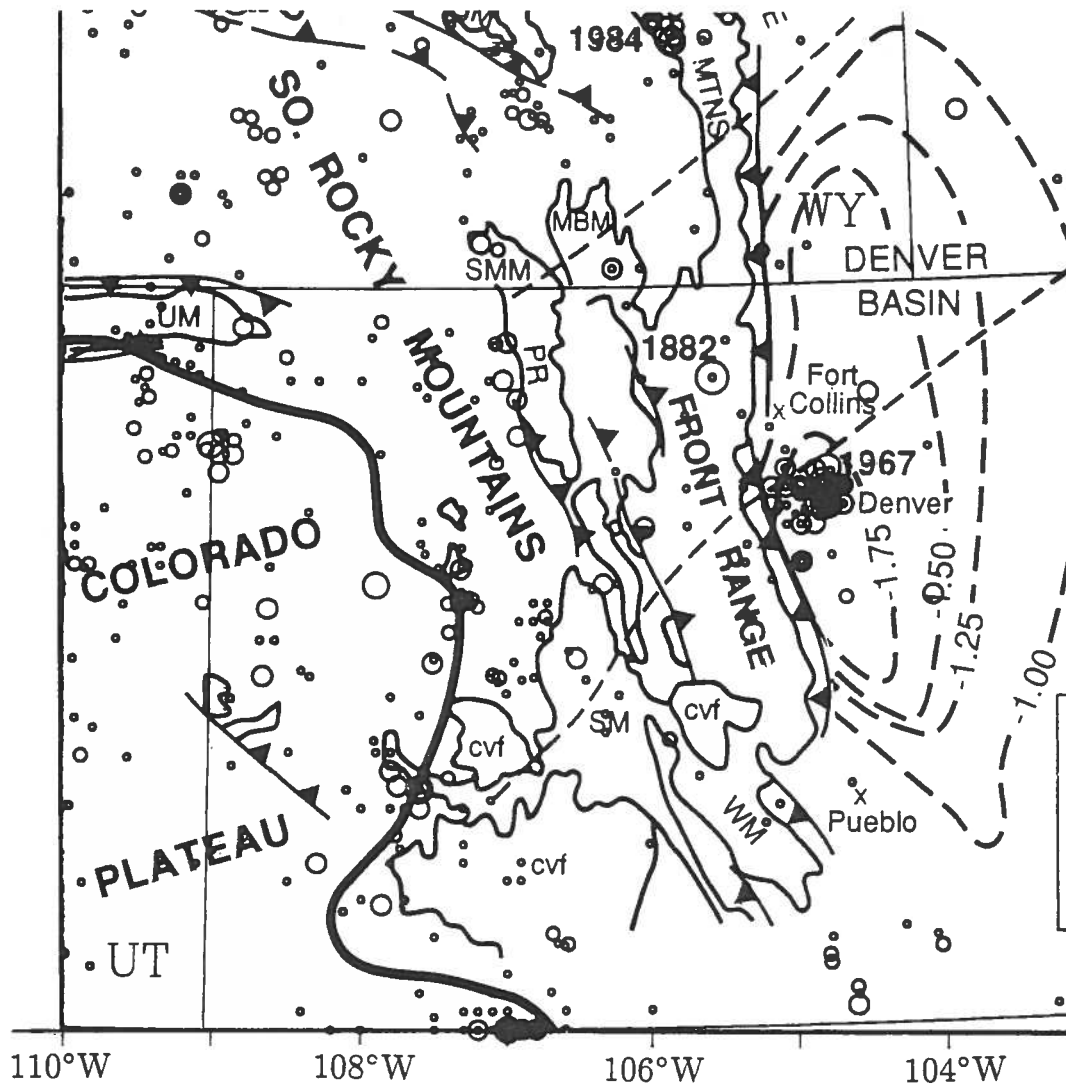 1984
E
MTNS
SO. ROCKY MOUNTAINS
MBM
WY
SMM
DENVER
BASIN
UM
PR
1882
Fort
Collins
FRONT RANGE
1967
Denver
COLORADO
-1.75
-1.50
-1.25
-1.00
SM
cvf
cvf
WM
Pueblo
PLATEAU
cvf
UT
110°W
108°W
106°W
104°W